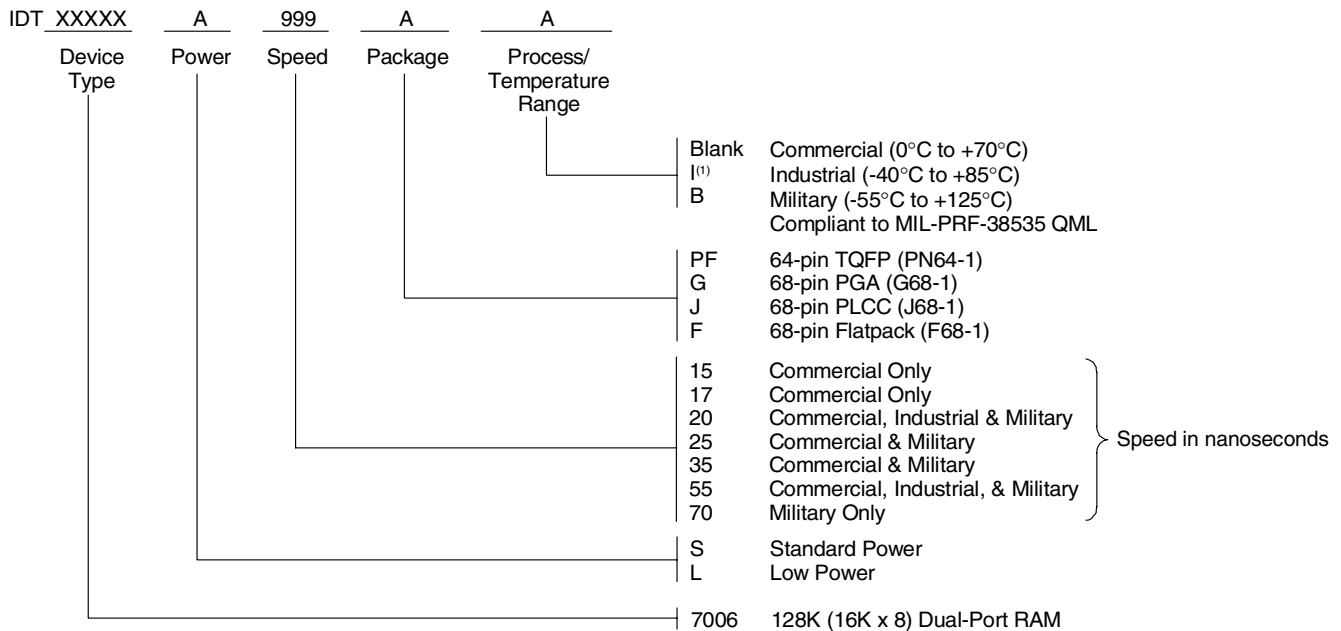 IDT XXXXX A 999 A A
Device Type Power Speed Package Process/ Temperature Range
Blank Commercial (0°C to +70°C)
I(1) Industrial (-40°C to +85°C)
B Military (-55°C to +125°C)
Compliant to MIL-PRF-38535 QML
PF 64-pin TQFP (PN64-1)
G 68-pin PGA (G68-1)
J 68-pin PLCC (J68-1)
F 68-pin Flatpack (F68-1)
15 Commercial Only
17 Commercial Only
20 Commercial, Industrial & Military
25 Commercial & Military
35 Commercial & Military
55 Commercial, Industrial, & Military
70 Military Only
Speed in nanoseconds
S Standard Power
L Low Power
7006 128K (16K x 8) Dual-Port RAM